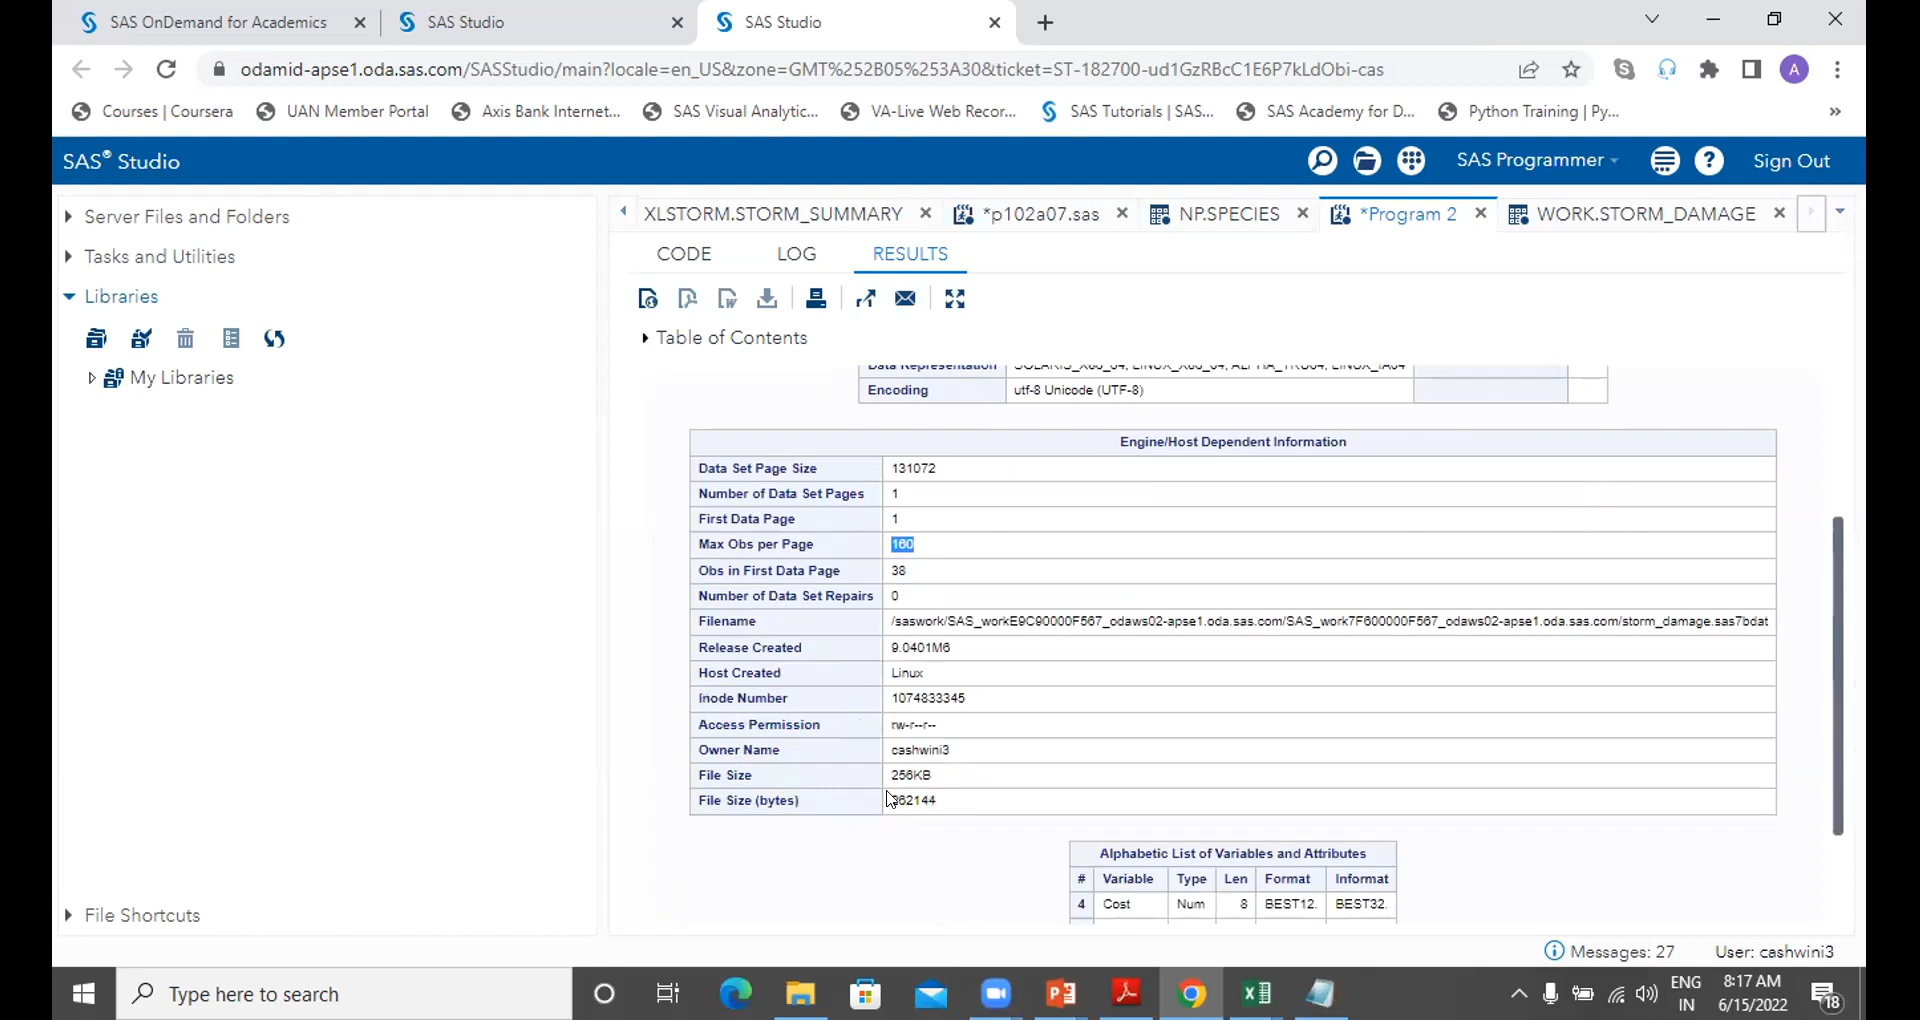 SAS OnDemand for Academics
SAS Studio
SAS Studio
odamid-apse1.oda.sas.com/SASStudio/main?locale=en_US&zone=GMT%252B05%253A30&ticket=ST-182700-ud1GzRBcC1E6P7kLdObi-cas
A
Courses | Coursera
UAN Member Portal
Axis Bank Internet...
SAS Visual Analytic...
VA-Live Web Recor...
SAS Tutorials | SAS...
SAS Academy for D...
Python Training | Py...
»
SAS® Studio
SAS Programmer
Sign Out
Server Files and Folders
Tasks and Utilities
Libraries
My Libraries
File Shortcuts
XLSTORM.STORM_SUMMARY
*p102a07.sas
NP.SPECIES
*Program 2
WORK.STORM_DAMAGE
CODE LOG RESULTS
Table of Contents
Data Representation SOLARIS_X86_64, LINUX_X86_64, ALPHA_TRU64, LINUX_IA64
Encoding utf-8 Unicode (UTF-8)
Engine/Host Dependent Information
Data Set Page Size 131072
Number of Data Set Pages 1
First Data Page 1
Max Obs per Page 160
Obs in First Data Page 38
Number of Data Set Repairs 0
Filename /saswork/SAS_workE9C90000F567_odaws02-apse1.oda.sas.com/SAS_work7F600000F567_odaws02-apse1.oda.sas.com/storm_damage.sas7bdat
Release Created 9.0401M6
Host Created Linux
Inode Number 1074833345
Access Permission rw-r--r--
Owner Name cashwini3
File Size 256KB
File Size (bytes) 262144
Alphabetic List of Variables and Attributes
# Variable Type Len Format Informat
4 Cost Num 8 BEST12. BEST32.
Messages: 27
User: cashwini3
Type here to search
ENG
IN
8:17 AM
6/15/2022
18